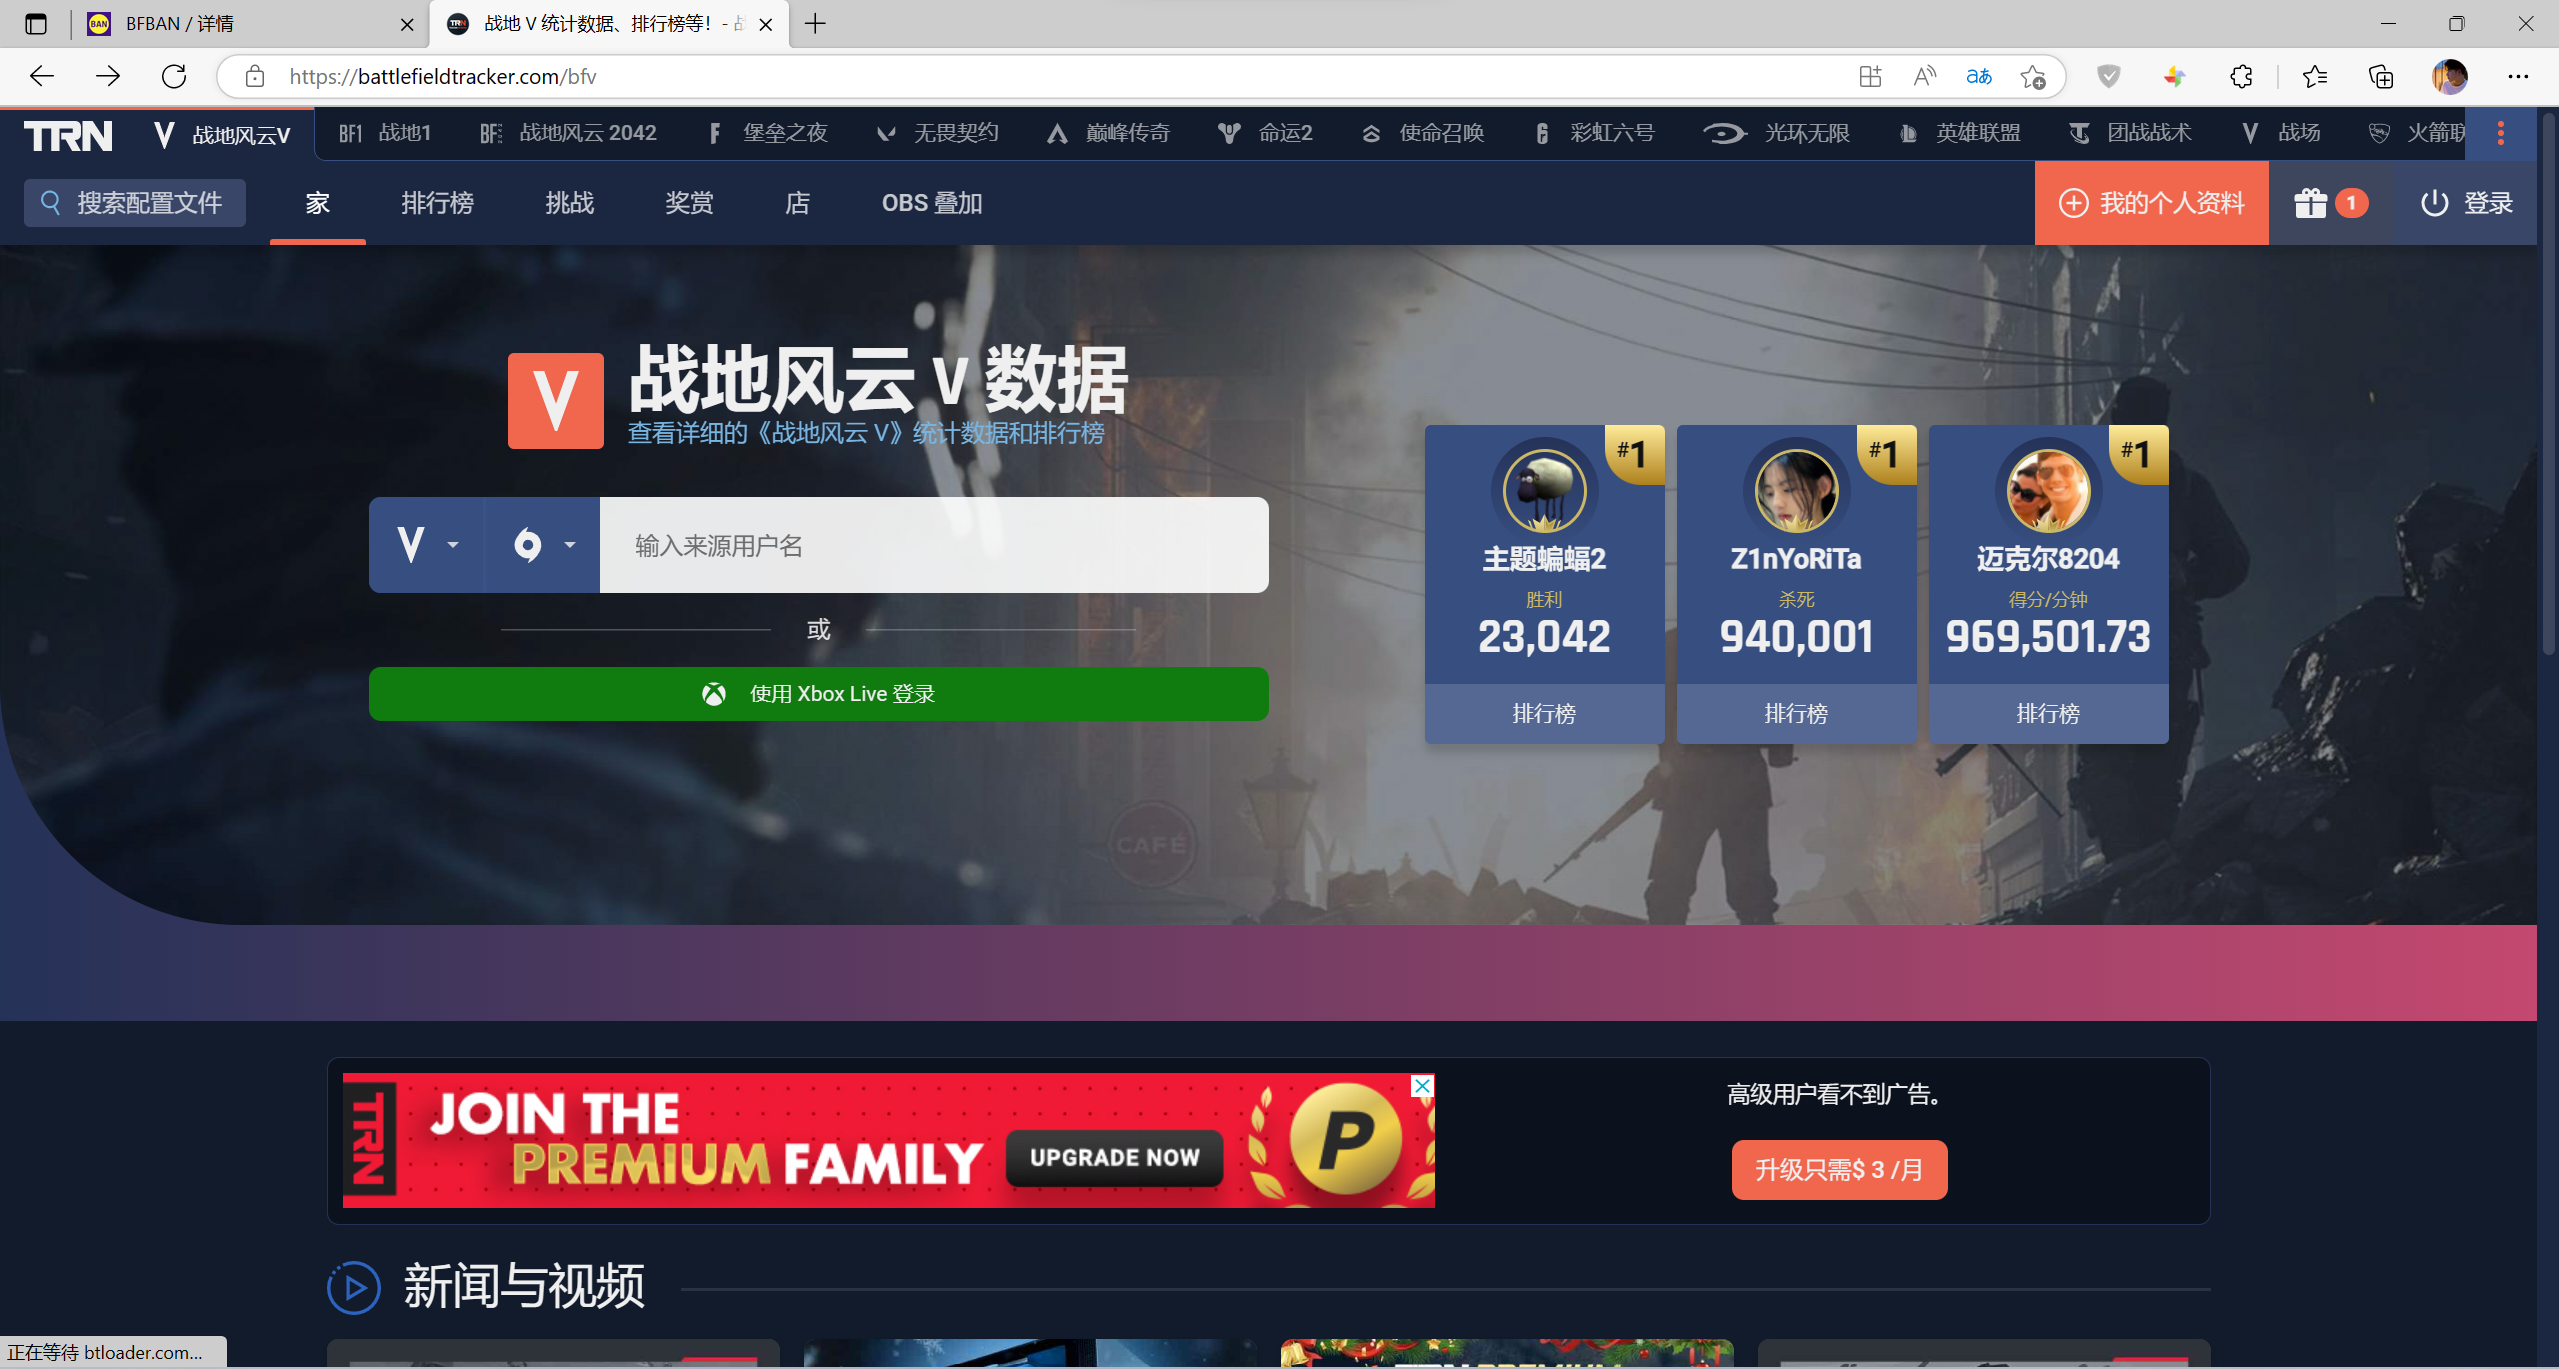 BFBAN / 详情
战地 V 统计数据、排行榜等! -
https://battlefieldtracker.com/bfv
TRN 战地风云V BF1 战地1 BF 战地风云 2042 堡垒之夜 无畏契约 巅峰传奇 命运2 使命召唤 彩虹六号 光环无限 英雄联盟 团战战术 战场 火箭联
搜索配置文件 家 排行榜 挑战 奖赏 店 OBS 叠加 我的个人资料 1 登录
V 战地风云 V 数据
查看详细的《战地风云 V》统计数据和排行榜
V 输入来源用户名
或
使用 Xbox Live 登录
#1
主题蝙蝠2
胜利
23,042
排行榜
#1
Z1nYoRiTa
杀死
940,001
排行榜
#1
迈克尔8204
得分/分钟
969,501.73
排行榜
CAFÉ
TRN
JOIN THE
PREMIUM FAMILY
UPGRADE NOW
P
高级用户看不到广告。
升级只需$ 3 /月
新闻与视频
TRN PREMIUM
正在等待 btloader.com...